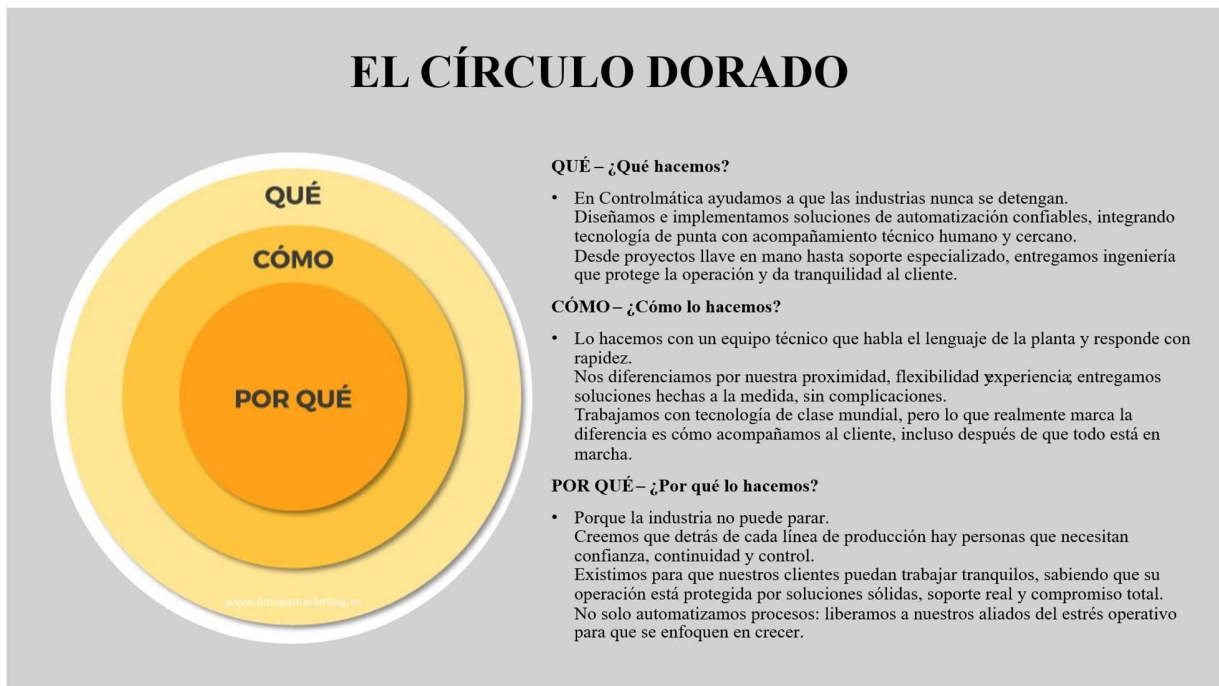 EL CÍRCULO DORADO
QUÉ
CÓMO
POR QUÉ
QUÉ – ¿Qué hacemos?
• En Controlmática ayudamos a que las industrias nunca se detengan.
Diseñamos e implementamos soluciones de automatización confiables, integrando
tecnología de punta con acompañamiento técnico humano y cercano.
Desde proyectos llave en mano hasta soporte especializado, entregamos ingeniería
que protege la operación y da tranquilidad al cliente.
CÓMO – ¿Cómo lo hacemos?
• Lo hacemos con un equipo técnico que habla el lenguaje de la planta y responde con
rapidez.
Nos diferenciamos por nuestra proximidad, flexibilidad y experiencia; entregamos
soluciones hechas a la medida, sin complicaciones.
Trabajamos con tecnología de clase mundial, pero lo que realmente marca la
diferencia es cómo acompañamos al cliente, incluso después de que todo está en
marcha.
POR QUÉ – ¿Por qué lo hacemos?
• Porque la industria no puede parar.
Creemos que detrás de cada línea de producción hay personas que necesitan
confianza, continuidad y control.
Existimos para que nuestros clientes puedan trabajar tranquilos, sabiendo que su
operación está protegida por soluciones sólidas, soporte real y compromiso total.
No solo automatizamos procesos: liberamos a nuestros aliados del estrés operativo
para que se enfoquen en crecer.